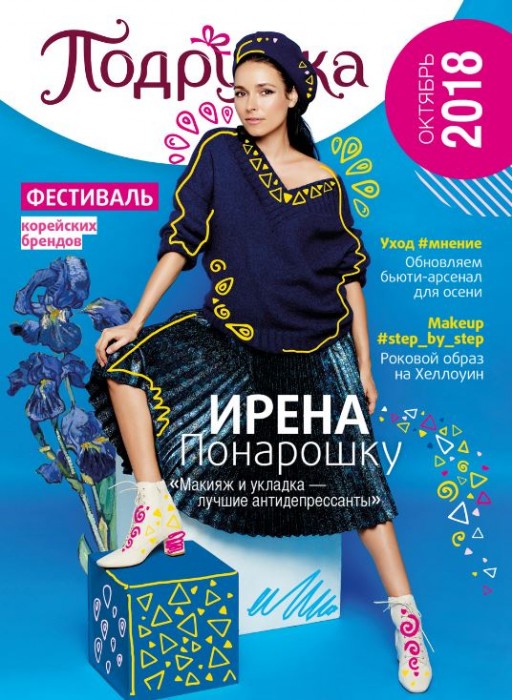 Подружка
ОКТЯБРЬ
2018
ФЕСТИВАЛЬ
корейских
брендов
Уход #мнение
Обновляем
бьюти-арсенал
для осени
Makeup
#step_by_step
Роковой образ
на Хеллоуин
ИРЕНА
Понарошку
«Макияж и укладка —
лучшие антидепрессанты»